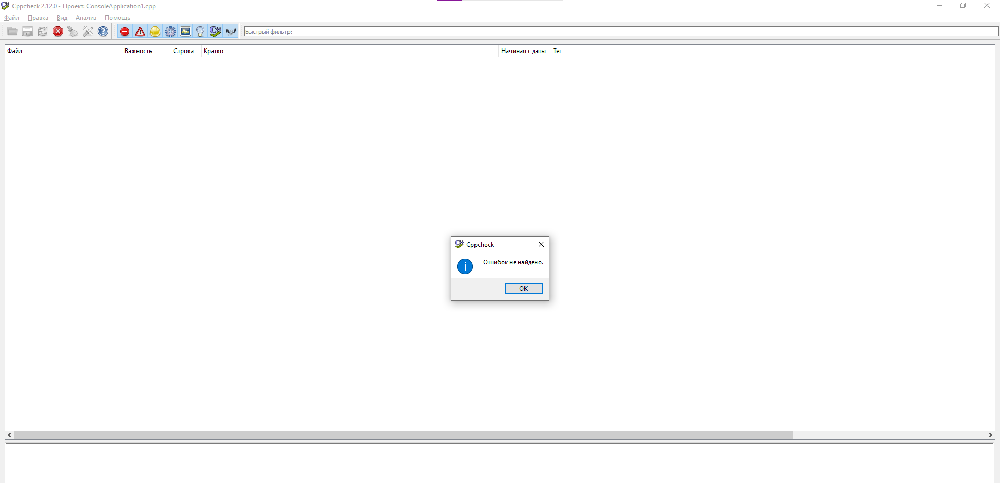 Cppcheck 2.12.0 - Проект: ConsoleApplication1.cpp
Файл Правка Вид Анализ Помощь
Быстрый фильтр:
Файл Важность Строка Кратко Начиная с даты Тег
Cppcheck
Ошибок не найдено.
OK